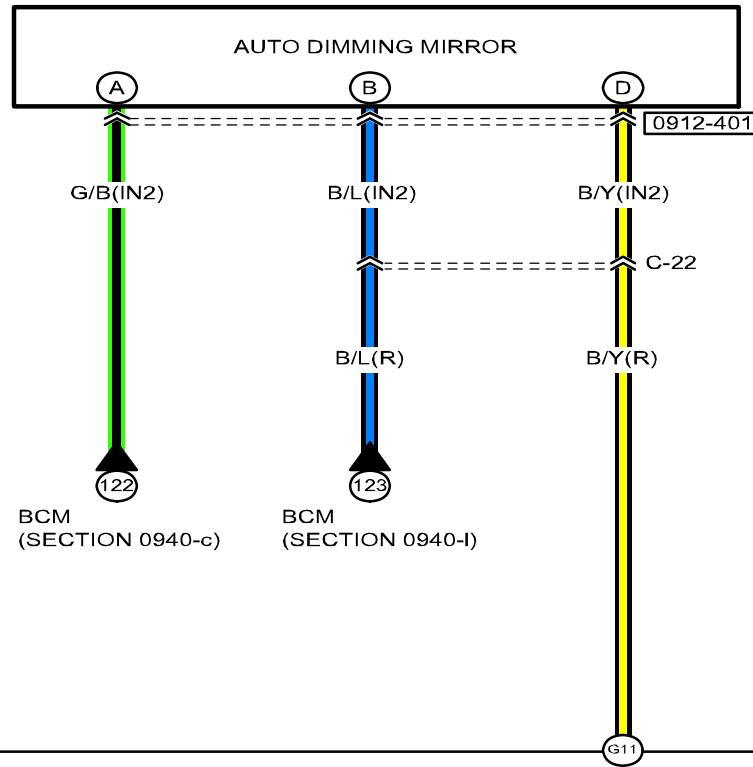 AUTO DIMMING MIRROR
A B D
0912-401
G/B(IN2) B/L(IN2) B/Y(IN2)
C-22
B/L(R) B/Y(R)
122 123
BCM BCM
(SECTION 0940-c) (SECTION 0940-l)
G11